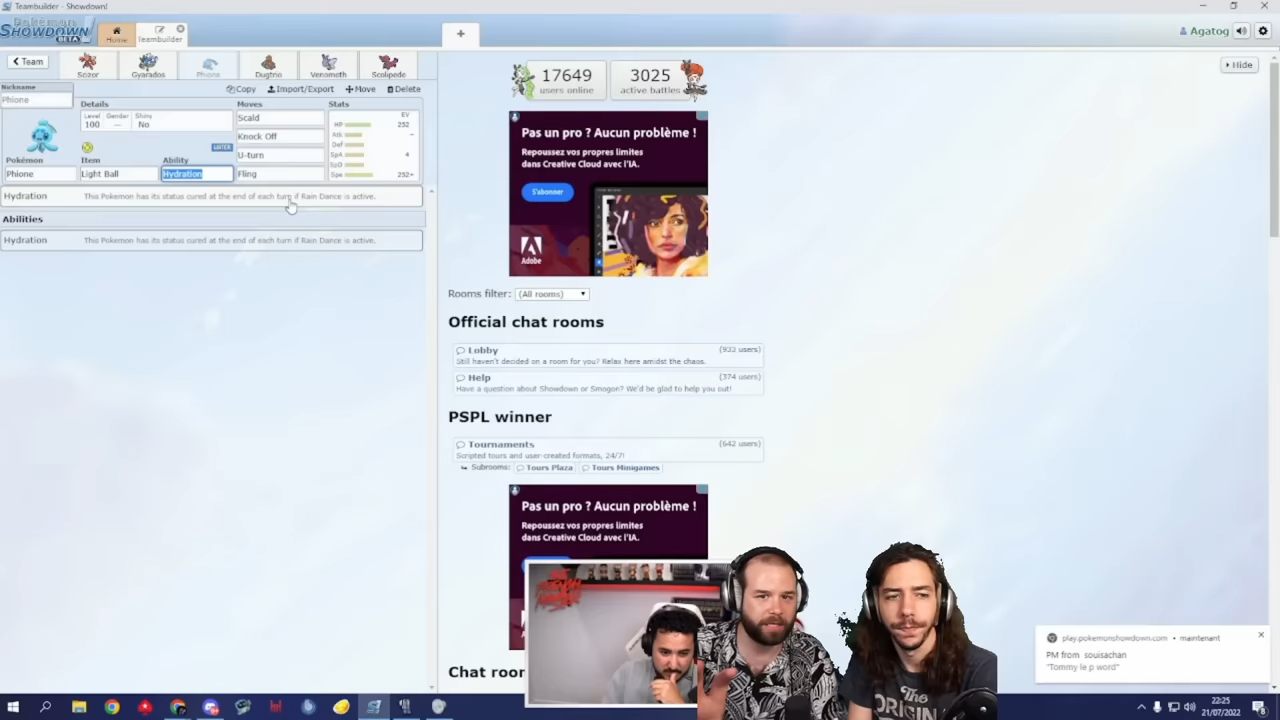 Teambuilder - Showdown!
Pokémon
SHOWDOWN!
BETA
Home
Teambuilder
+
Agatog
< Team
Gyarados
Phione
Dugtrio
Venomoth
Scolipede
Hide
Nickname
Phione
Copy
Import/Export
Move
Delete
Details
Level
100
Gender
—
Shiny
No
Moves
Scald
Knock Off
U-turn
Fling
Stats
EV
HP
252
Atk
-
Def
SpA
4
SpD
Spe
252+
Pokémon
Phione
Item
Light Ball
Ability
Hydration
Hydration
This Pokemon has its status cured at the end of each turn if Rain Dance is active.
Abilities
Hydration
This Pokemon has its status cured at the end of each turn if Rain Dance is active.
17649
users online
3025
active battles
Pas un pro ? Aucun problème !
Repoussez vos propres limites
dans Creative Cloud avec l'IA.
S'abonner
Adobe
Rooms filter: (All rooms)
Official chat rooms
Lobby
Still haven't decided on a room for you? Relax here amidst the chaos.
Help
(374 users)
Have a question about Showdown or Smogon? We'd be glad to help you out!
PSPL winner
Tournaments
(642 users)
Scripted tours and user-created formats, 24/7!
Subrooms: Tours Plaza Tours Minigames
Pas un pro ? Aucun problème !
Repoussez vos propres limites
dans Creative Cloud avec l'IA.
Chat roo
The
ORIGIN
play.pokemonshowdown.com • maintenant
PM from souisachan
"Tommy le p word"
22:25
21/07/2022